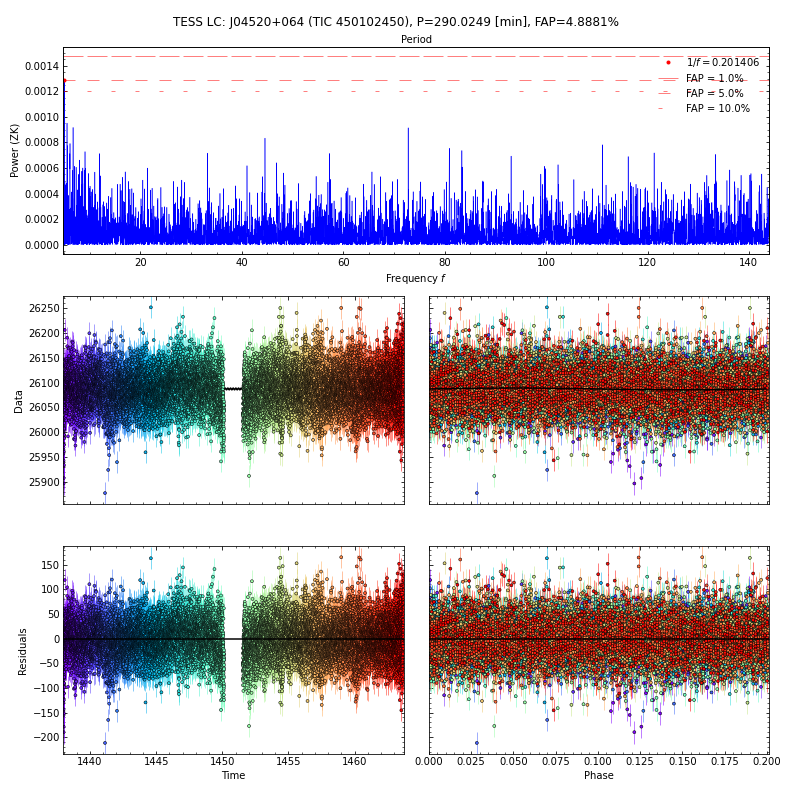 TESS LC: J04520+064 (TIC 450102450), P=290.0249 [min], FAP=4.8881%
Period
Power (ZK)
0.0014
0.0012
0.0010
0.0008
0.0006
0.0004
0.0002
0.0000
1/f = 0.201406
FAP = 1.0%
FAP = 5.0%
FAP = 10.0%
20 40 60 80 100 120 140
Frequency f
Data
26250
26200
26150
26100
26050
26000
25950
25900
Residuals
150
100
50
0
−50
−100
−150
−200
1440 1445 1450 1455 1460
Time
0.000 0.025 0.050 0.075 0.100 0.125 0.150 0.175 0.200
Phase